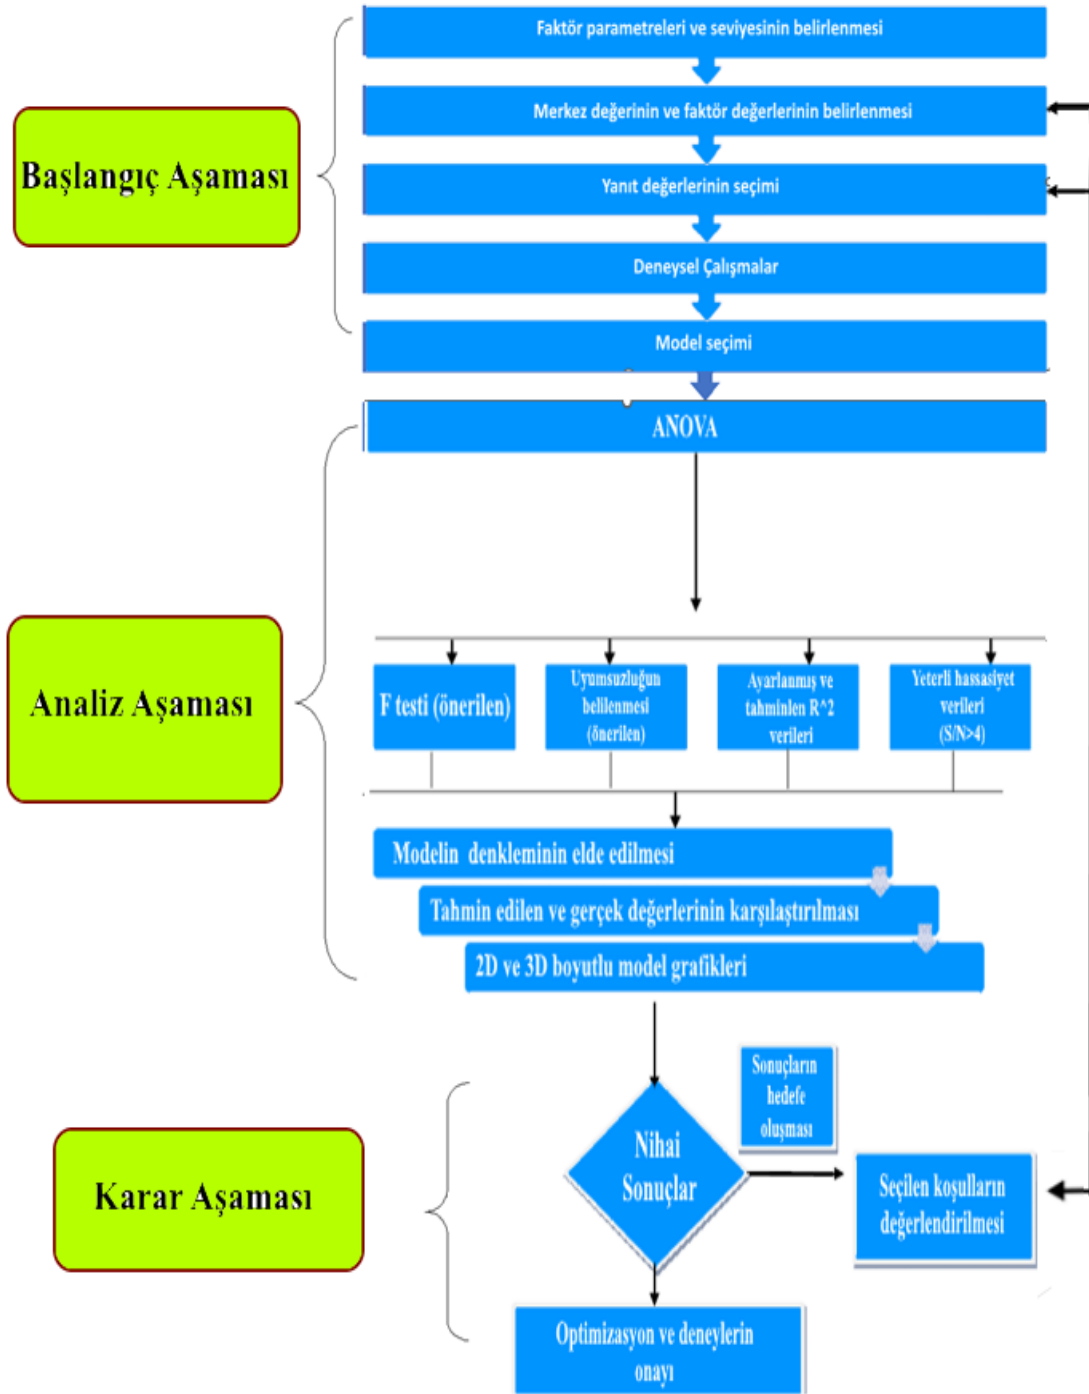 Faktör parametreleri ve seviyesinin belirlenmesi
Merkez değerinin ve faktör değerlerinin belirlenmesi
Başlangıç Aşaması
Yanıt değerlerinin seçimi
Deneysel Çalışmalar
Model seçimi
ANOVA
Analiz Aşaması
F testi (önerilen)
Uyumsuzluğun
belilenmesi
(önerilen)
Ayarlanmış ve
tahminlen R^2
verileri
Yeterli hassasiyet
verileri
(S/N>4)
Modelin denkleminin elde edilmesi
Tahmin edilen ve gerçek değerlerinin karşılaştırılması
2D ve 3D boyutlu model grafikleri
Karar Aşaması
Nihai
Sonuçlar
Sonuçların
hedefe
oluşması
Seçilen koşulların
değerlendirilmesi
Optimizasyon ve deneylerin
onayı